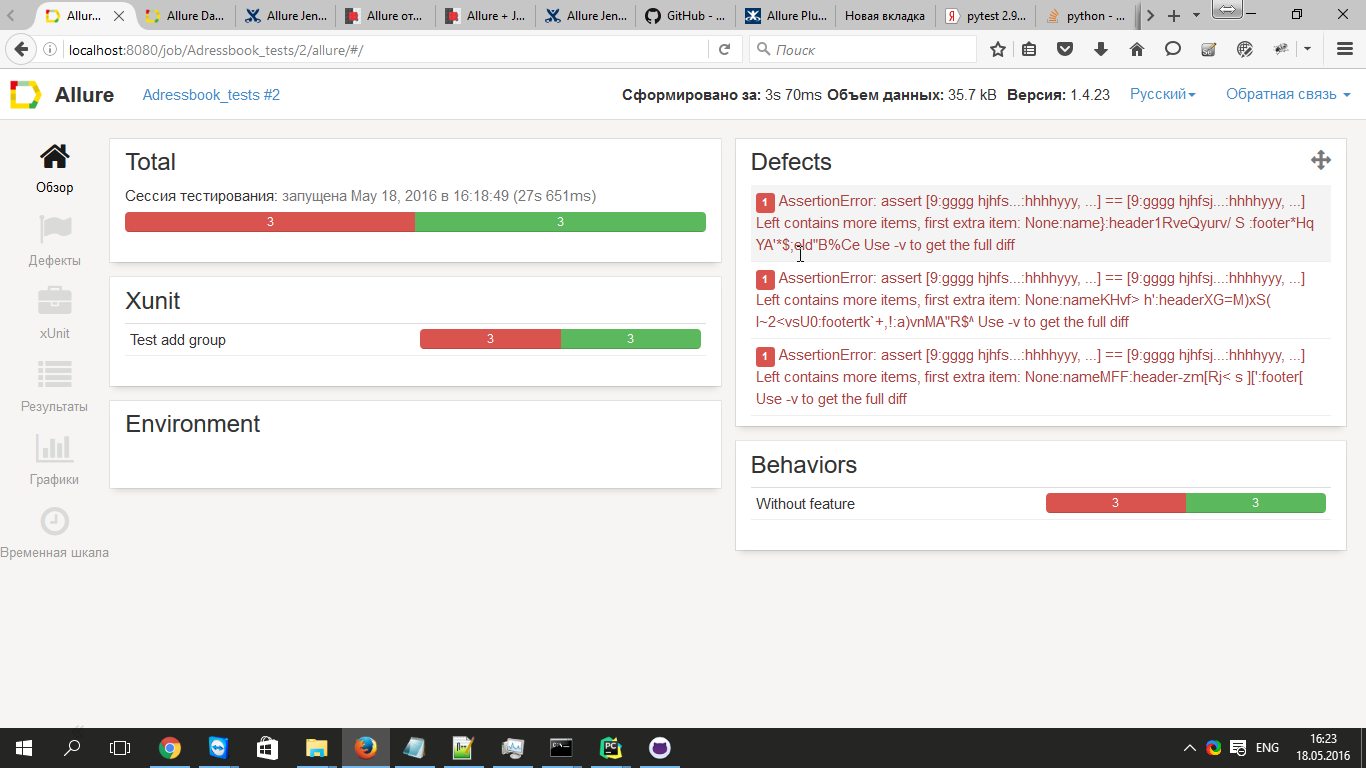 Allur...
Allure Da...
Allure Jen...
Allure от...
Allure + J...
Allure Jen...
GitHub - ...
Allure Plu...
Новая вкладка
pytest 2.9...
python - ...
localhost:8080/job/Adressbook_tests/2/allure/#/
Поиск
Allure
Adressbook_tests #2
Сформировано за: 3s 70ms Объем данных: 35.7 kB Версия: 1.4.23
Русский
Обратная связь
Обзор
Дефекты
xUnit
Результаты
Графики
Временная шкала
Total
Сессия тестирования: запущена May 18, 2016 в 16:18:49 (27s 651ms)
3 3
Xunit
Test add group 3 3
Environment
Defects
1 AssertionError: assert [9:gggg hjhfs...:hhhhyyy, ...] == [9:gggg hjhfsj...:hhhhyyy, ...]
Left contains more items, first extra item: None:name}:header1RveQyurv/ S :footer*Hq
YA'*$;eld"B%Ce Use -v to get the full diff
1 AssertionError: assert [9:gggg hjhfs...:hhhhyyy, ...] == [9:gggg hjhfsj...:hhhhyyy, ...]
Left contains more items, first extra item: None:nameKHvf> h':headerXG=M)xS(
I~2<vsU0:footertk`+,!:a)vnMA"R$^ Use -v to get the full diff
1 AssertionError: assert [9:gggg hjhfs...:hhhhyyy, ...] == [9:gggg hjhfsj...:hhhhyyy, ...]
Left contains more items, first extra item: None:nameMFF:header-zm[Rj< s ][':footer[
Use -v to get the full diff
Behaviors
Without feature 3 3
ENG
16:23
18.05.2016